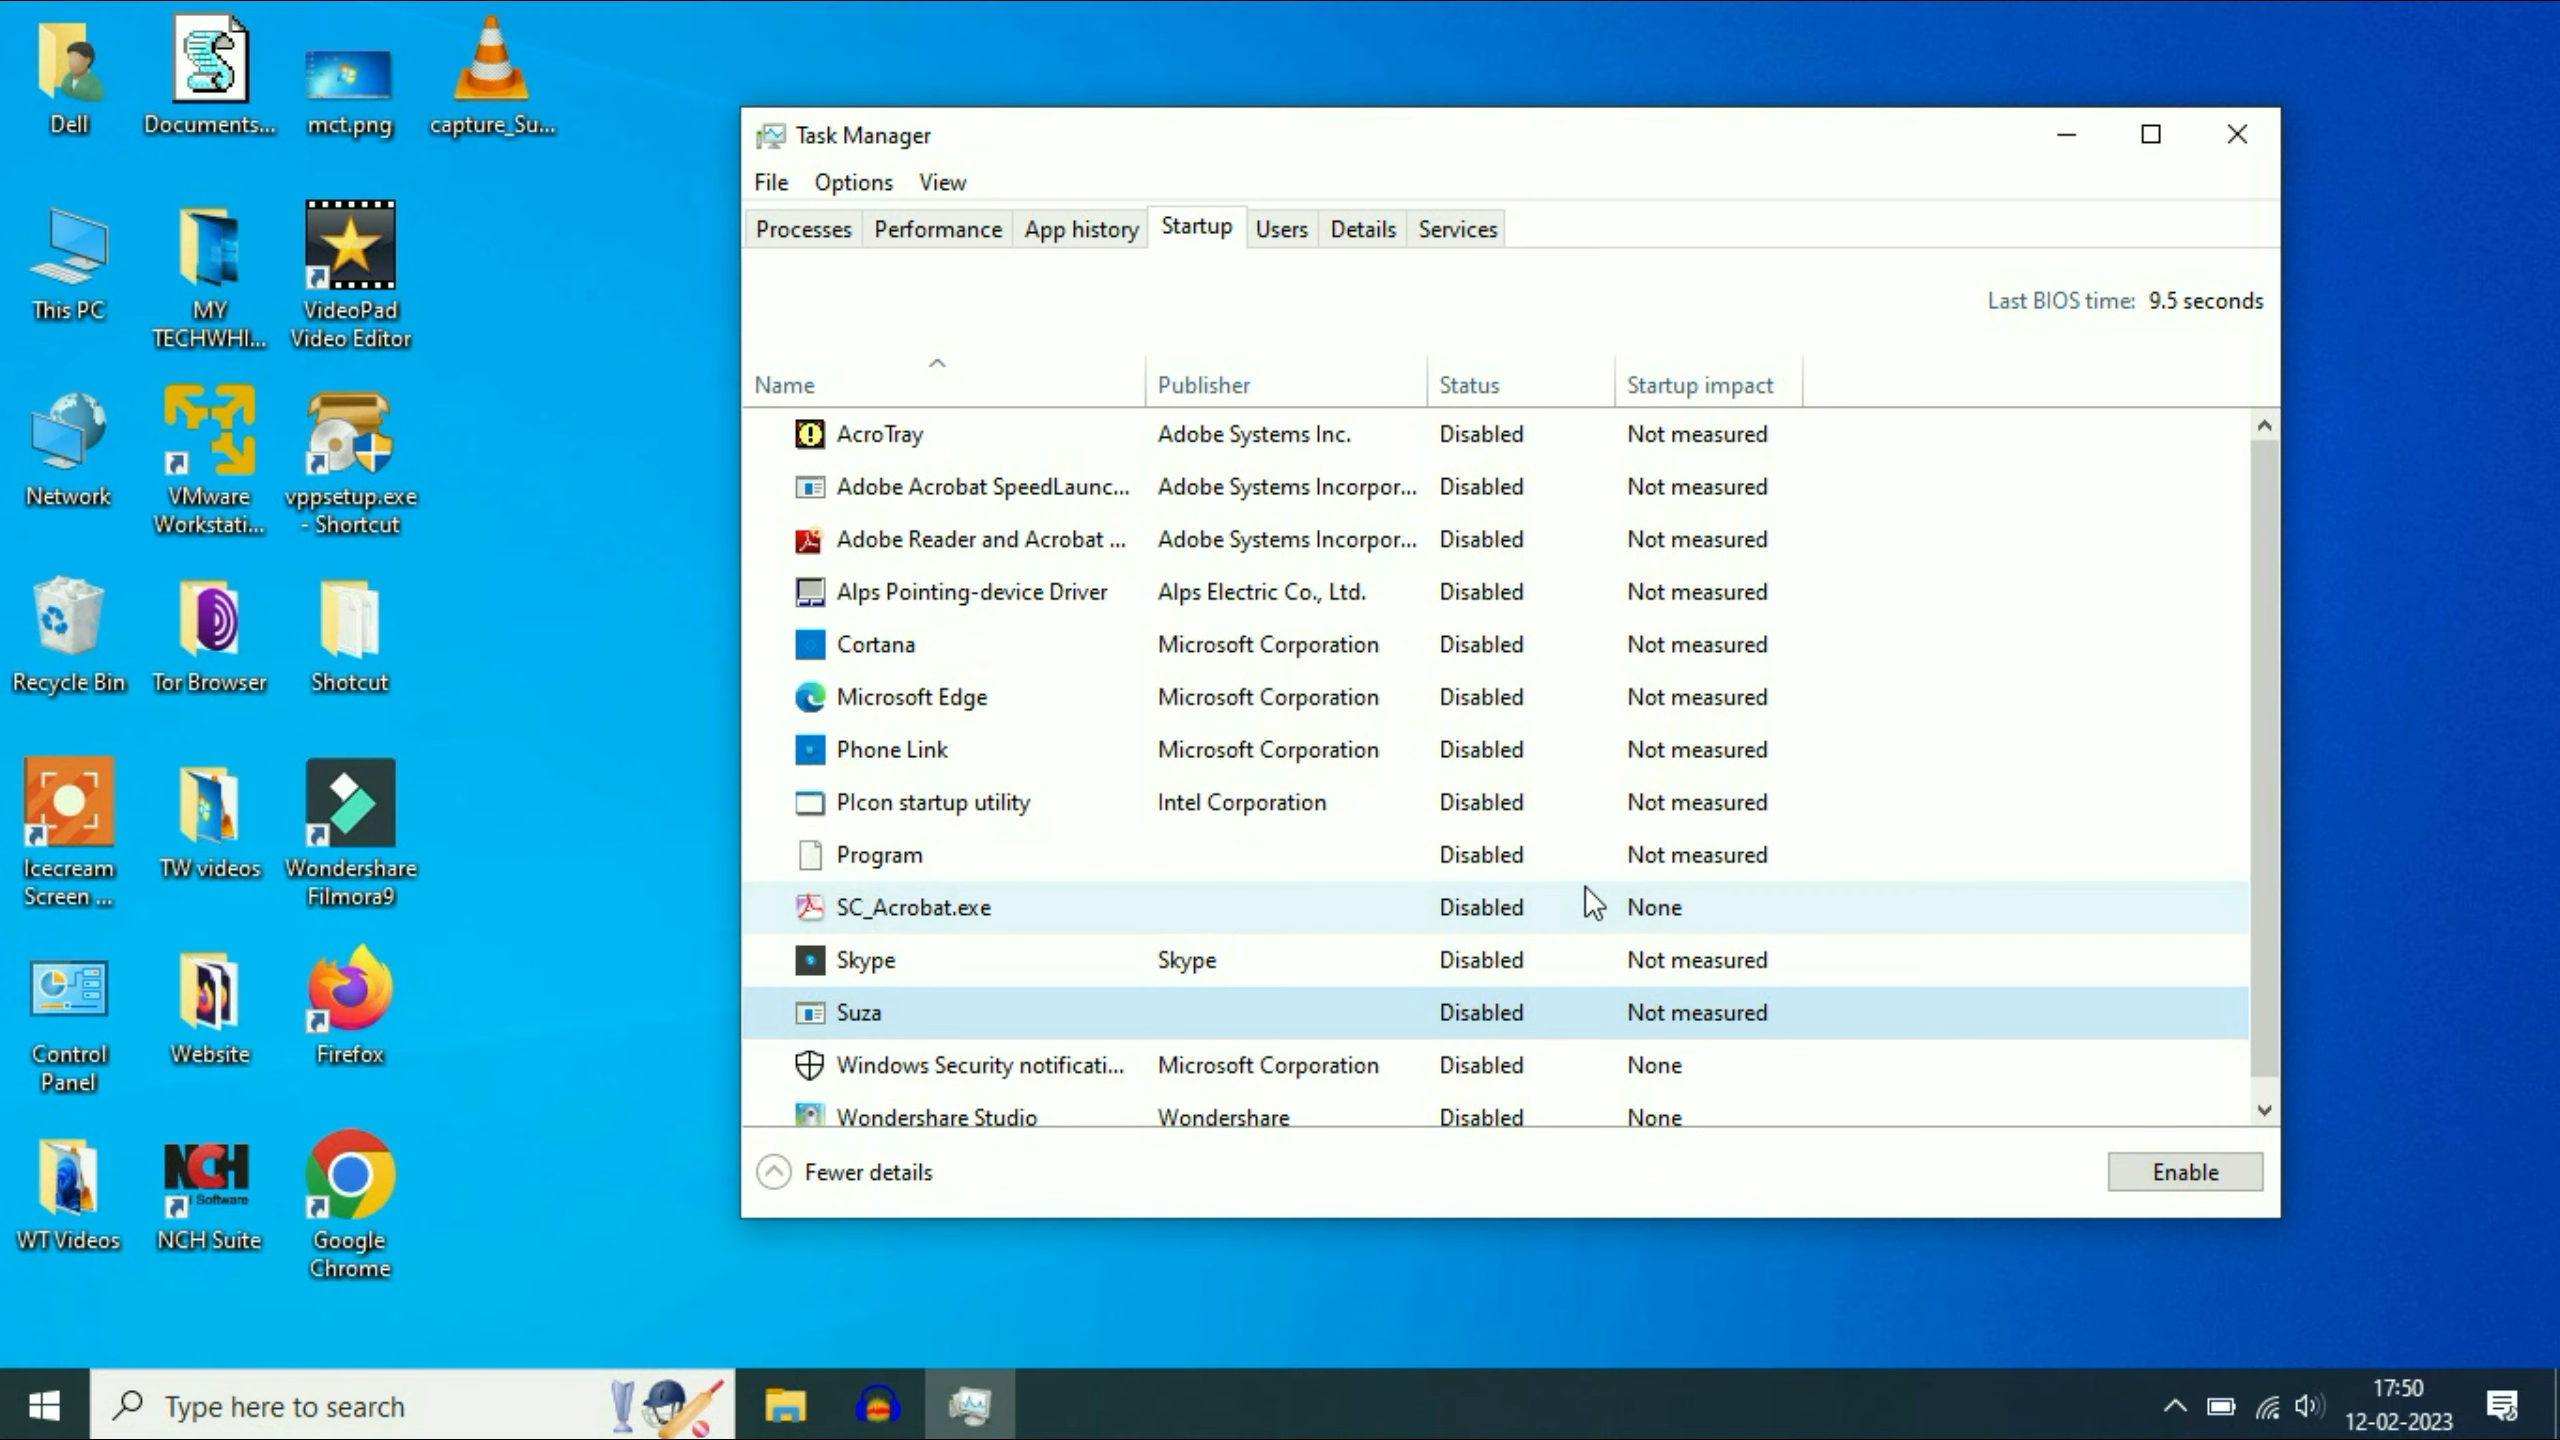 Dell
Documents...
mct.png
capture_Su...
This PC
MY
TECHWHI...
VideoPad
Video Editor
Network
VMware
Workstati...
vppsetup.exe
- Shortcut
Recycle Bin
Tor Browser
Shotcut
Icecream
Screen ...
TW videos
Wondershare
Filmora9
Control
Panel
Website
Firefox
WT Videos
NCH
Software
NCH Suite
Google
Chrome
Task Manager
File Options View
Processes Performance App history Startup Users Details Services
Last BIOS time: 9.5 seconds
Name Publisher Status Startup impact
AcroTray Adobe Systems Inc. Disabled Not measured
Adobe Acrobat SpeedLaunc... Adobe Systems Incorpor... Disabled Not measured
Adobe Reader and Acrobat ... Adobe Systems Incorpor... Disabled Not measured
Alps Pointing-device Driver Alps Electric Co., Ltd. Disabled Not measured
Cortana Microsoft Corporation Disabled Not measured
Microsoft Edge Microsoft Corporation Disabled Not measured
Phone Link Microsoft Corporation Disabled Not measured
PIcon startup utility Intel Corporation Disabled Not measured
Program Disabled Not measured
SC_Acrobat.exe Disabled None
Skype Skype Disabled Not measured
Suza Disabled Not measured
Windows Security notificati... Microsoft Corporation Disabled None
Wondershare Studio Wondershare Disabled None
Fewer details Enable
Type here to search
17:50
12-02-2023